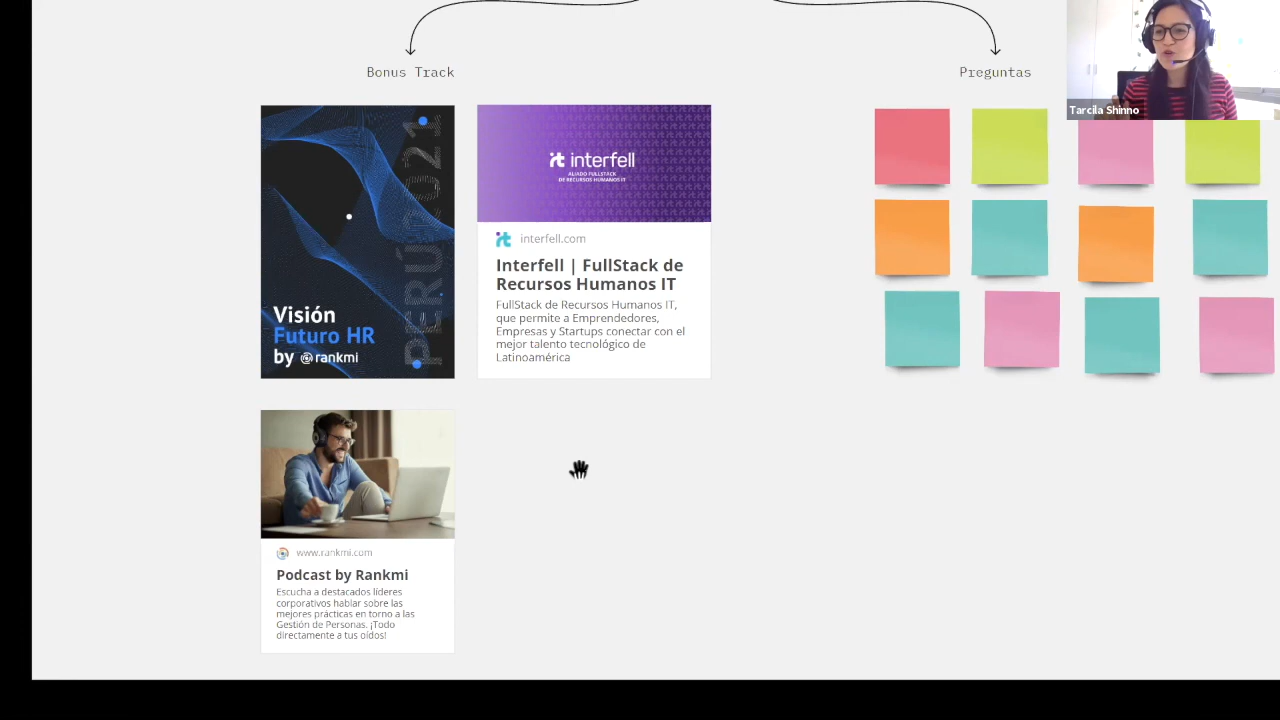 Bonus Track
Preguntas
Tarcila Shinno
PERÚ2021
Visión
Futuro HR
by rankmi
interfell
ALIADO FULLSTACK
DE RECURSOS HUMANOS IT
interfell.com
Interfell | FullStack de
Recursos Humanos IT
FullStack de Recursos Humanos IT,
que permite a Emprendedores,
Empresas y Startups conectar con el
mejor talento tecnológico de
Latinoamérica
www.rankmi.com
Podcast by Rankmi
Escucha a destacados líderes
corporativos hablar sobre las
mejores prácticas en torno a las
Gestión de Personas. ¡Todo
directamente a tus oídos!